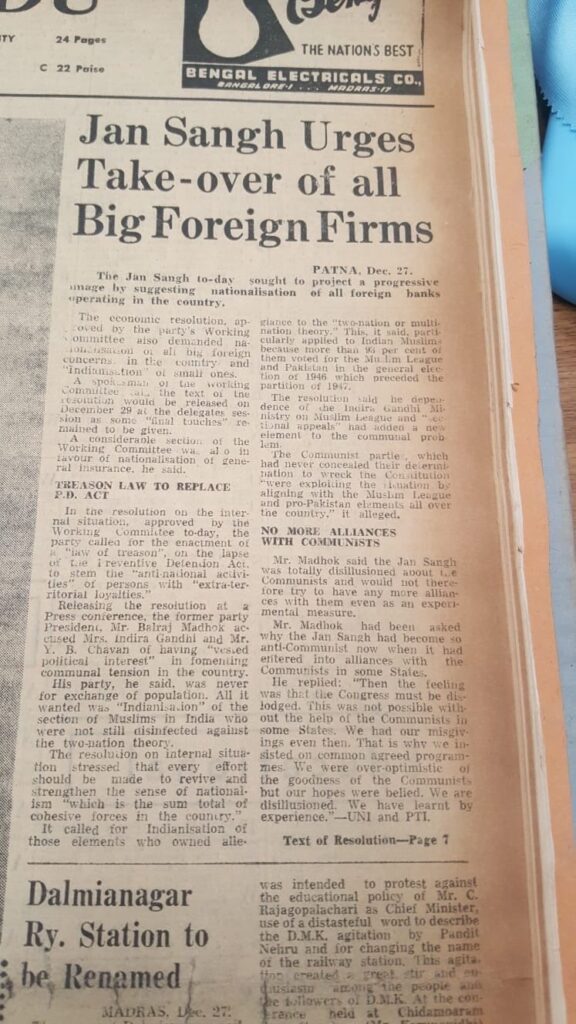 DU
ITY
24 Pages
C 22 Paise
THE NATION'S BEST
BENGAL ELECTRICALS CO.,
BANGALORE-1 ... MADRAS-17
Jan Sangh Urges
Take-over of all
Big Foreign Firms
PATNA, Dec. 27.
The Jan Sangh to-day sought to project a progressive
image by suggesting nationalisation of all foreign banks
operating in the country.
The economic resolution, ap-
proved by the party's Working
Committee also demanded na-
tionalisation of all big foreign
concerns in the country and
"Indianisation" of small ones.
A spokesman of the working
Committee said the text of the
resolution would be released on
December 29 at the delegates ses-
sion as some "final touches" re-
mained to be given.
A considerable section of the
Working Committee was also in
favour of nationalisation of gene-
ral insurance, he said.
TREASON LAW TO REPLACE
P.D. ACT
In the resolution on the inter-
nal situation, approved by the
Working Committee to-day, the
party called for the enactment of
a "law of treason", on the lapse
of the Preventive Detention Act,
to stem the "anti-national activi-
ties" of persons with "extra-ter-
ritorial loyalties."
Releasing the resolution at a
Press conference, the former party
President, Mr. Balraj Madhok ac-
cused Mrs. Indira Gandhi and Mr.
Y. B. Chavan of having "vested
political interest" in fomenting
communal tension in the country.
His party, he said, was never
for exchange of population. All it
wanted was "Indianisation" of the
section of Muslims in India who
were not still disinfected against
the two-nation theory.
The resolution on internal situa-
tion stressed that every effort
should be made to revive and
strengthen the sense of national-
ism "which is the sum total of
cohesive forces in the country."
It called for Indianisation of
those elements who owned alle-
giance to the "two-nation or multi-
nation theory." This, it said, parti-
cularly applied to Indian Muslims
because more than 93 per cent of
them voted for the Muslim League
and Pakistan in the general elec-
tion of 1946 which preceded the
partition of 1947.
The resolution said the depen-
dence of the Indira Gandhi Mi-
nistry on Muslim League and "sec-
tional appeals" had added a new
element to the communal prob-
lem.
The Communist parties, which
had never concealed their determi-
nation to wreck the Constitution
"were exploiting the situation by
aligning with the Muslim League
and pro-Pakistan elements all over
the country." it alleged.
NO MORE ALLIANCES
WITH COMMUNISTS
Mr. Madhok said the Jan Sangh
was totally disillusioned about the
Communists and would not there-
fore try to have any more allian-
ces with them even as an experi-
mental measure.
Mr. Madhok had been asked
why the Jan Sangh had become so
anti-Communist now when it had
entered into alliances with the
Communists in some States.
He replied: "Then the feeling
was that the Congress must be dis-
lodged. This was not possible with-
out the help of the Communists in
some States. We had our misgiv-
ings even then. That is why we in-
sisted on common agreed program-
mes. We were over-optimistic of
the goodness of the Communists
but our hopes were belied. We are
disillusioned. We have learnt by
experience."—UNI and PTI.
Text of Resolution—Page 7
Dalmianagar
Ry. Station to
be Renamed
MADRAS, Dec. 27.
was intended to protest against
the educational policy of Mr. C.
Rajagopalachari as Chief Minister,
use of a distasteful word to describe
the D.M.K. agitation by Pandit
Nehru and for changing the name
of the railway station. This agita-
tion created a great stir and en-
thusiasm among the people and
the followers of D.M.K. At the con-
ference held at Chidamoaram